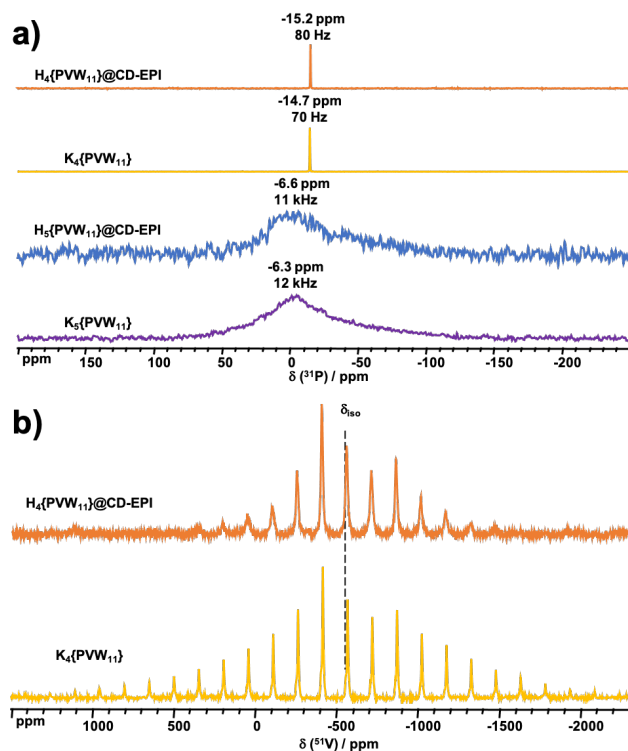 a)
-15.2 ppm
80 Hz
H₄{PVW₁₁}@CD-EPI
-14.7 ppm
70 Hz
K₄{PVW₁₁}
-6.6 ppm
11 kHz
H₅{PVW₁₁}@CD-EPI
-6.3 ppm
12 kHz
K₅{PVW₁₁}
ppm 150 100 50 0 -50 -100 -150 -200
δ (³¹P) / ppm
b)
δiso
H₄{PVW₁₁}@CD-EPI
K₄{PVW₁₁}
ppm 1000 500 0 -500 -1000 -1500 -2000
δ (⁵¹V) / ppm